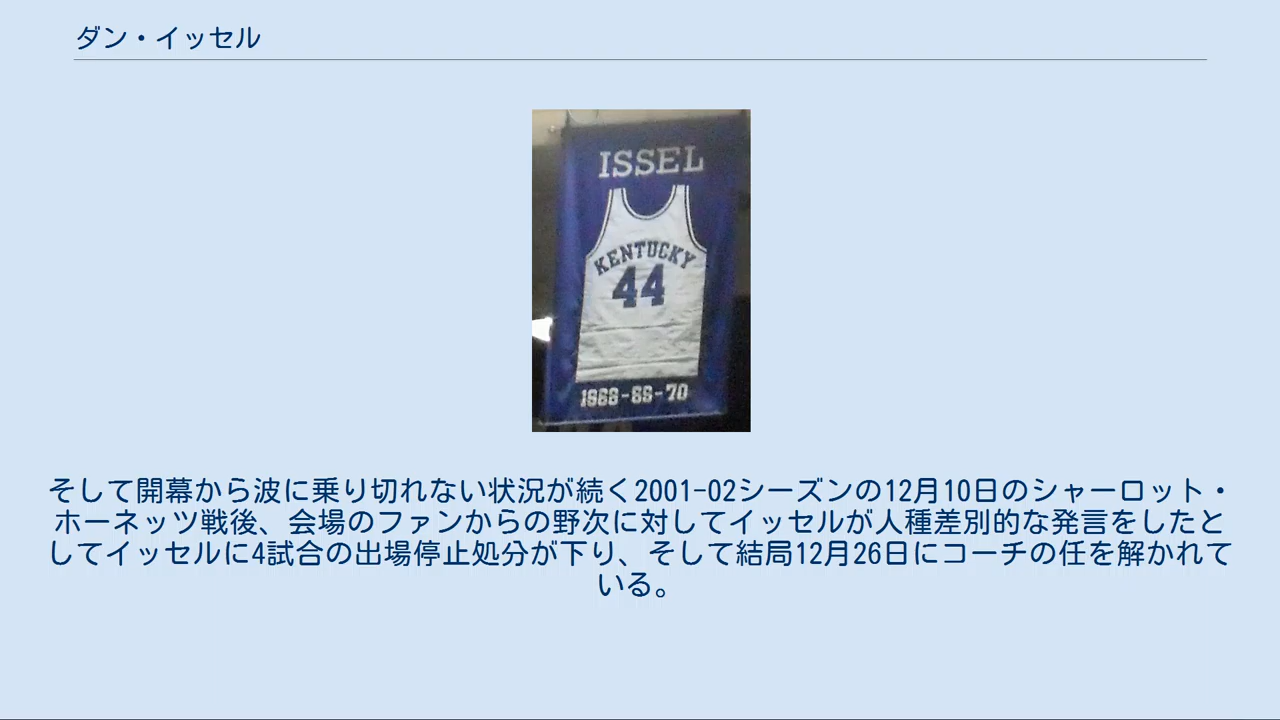 ダン・イッセル
ISSEL
KENTUCKY
44
1968-69-70
そして開幕から波に乗り切れない状況が続く2001-02シーズンの12月10日のシャーロット・
ホーネッツ戦後、会場のファンからの野次に対してイッセルが人種差別的な発言をしたと
してイッセルに4試合の出場停止処分が下り、そして結局12月26日にコーチの任を解かれて
いる。